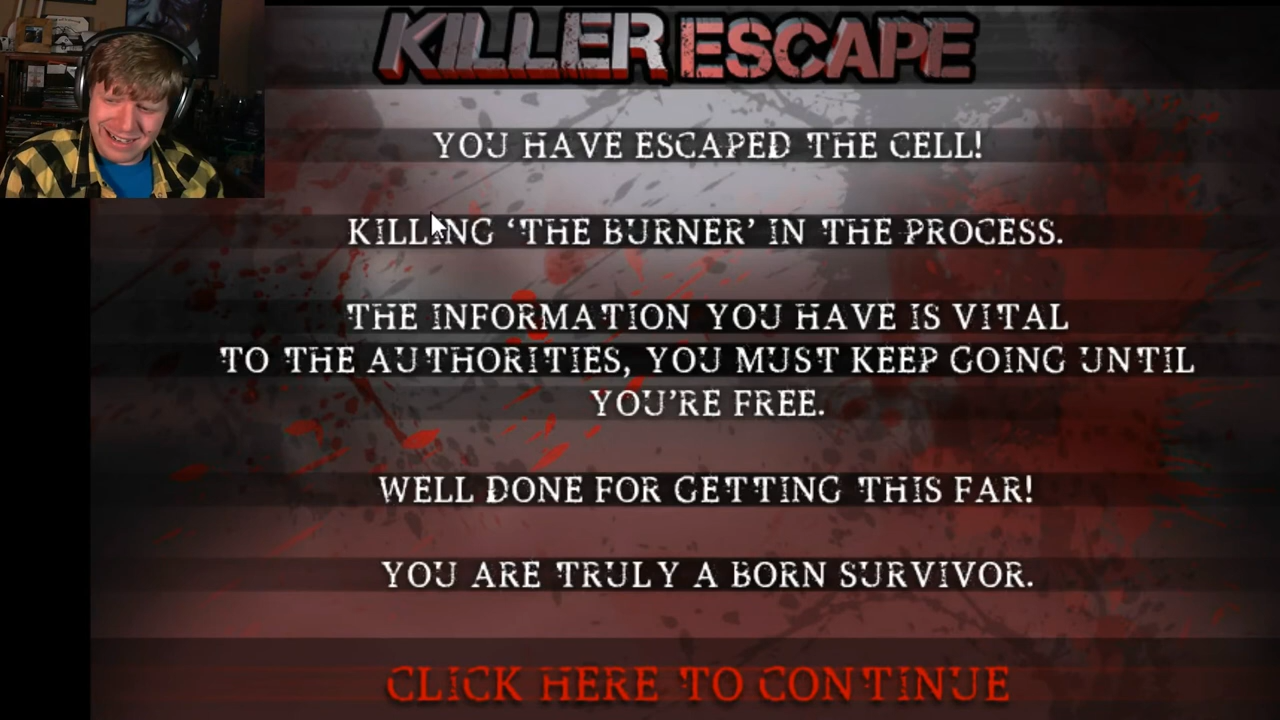 KILLER ESCAPE
YOU HAVE ESCAPED THE CELL!
KILLING ‘THE BURNER’ IN THE PROCESS.
THE INFORMATION YOU HAVE IS VITAL
TO THE AUTHORITIES, YOU MUST KEEP GOING UNTIL
YOU’RE FREE.
WELL DONE FOR GETTING THIS FAR!
YOU ARE TRULY A BORN SURVIVOR.
CLICK HERE TO CONTINUE